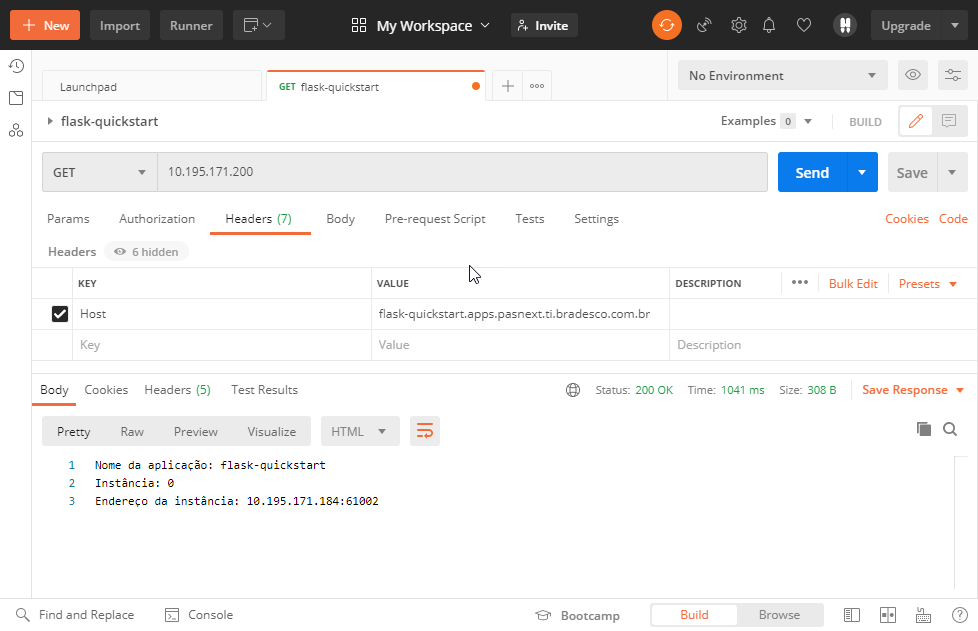 New Import Runner My Workspace Invite Upgrade
Launchpad GET flask-quickstart No Environment
flask-quickstart Examples 0 BUILD
GET 10.195.171.200 Send Save
Params Authorization Headers (7) Body Pre-request Script Tests Settings Cookies Code
Headers 6 hidden
KEY VALUE DESCRIPTION ••• Bulk Edit Presets
Host flask-quickstart.apps.pasnext.ti.bradesco.com.br
Key Value Description
Body Cookies Headers (5) Test Results Status: 200 OK Time: 1041 ms Size: 308 B Save Response
Pretty Raw Preview Visualize HTML
1 Nome da aplicação: flask-quickstart
2 Instância: 0
3 Endereço da instância: 10.195.171.184:61002
Find and Replace Console Bootcamp Build Browse